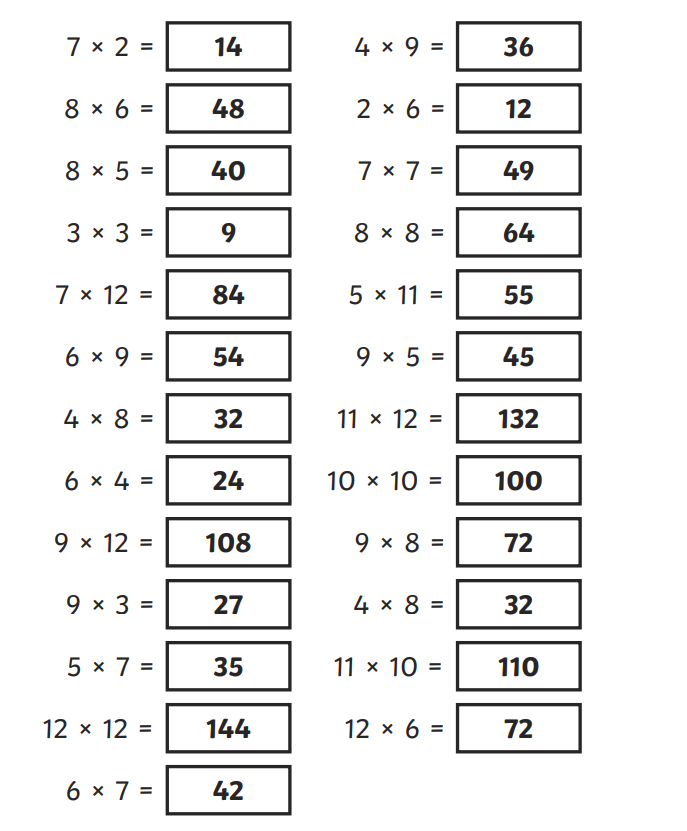 7 × 2 = 14
8 × 6 = 48
8 × 5 = 40
3 × 3 = 9
7 × 12 = 84
6 × 9 = 54
4 × 8 = 32
6 × 4 = 24
9 × 12 = 108
9 × 3 = 27
5 × 7 = 35
12 × 12 = 144
6 × 7 = 42
4 × 9 = 36
2 × 6 = 12
7 × 7 = 49
8 × 8 = 64
5 × 11 = 55
9 × 5 = 45
11 × 12 = 132
10 × 10 = 100
9 × 8 = 72
4 × 8 = 32
11 × 10 = 110
12 × 6 = 72